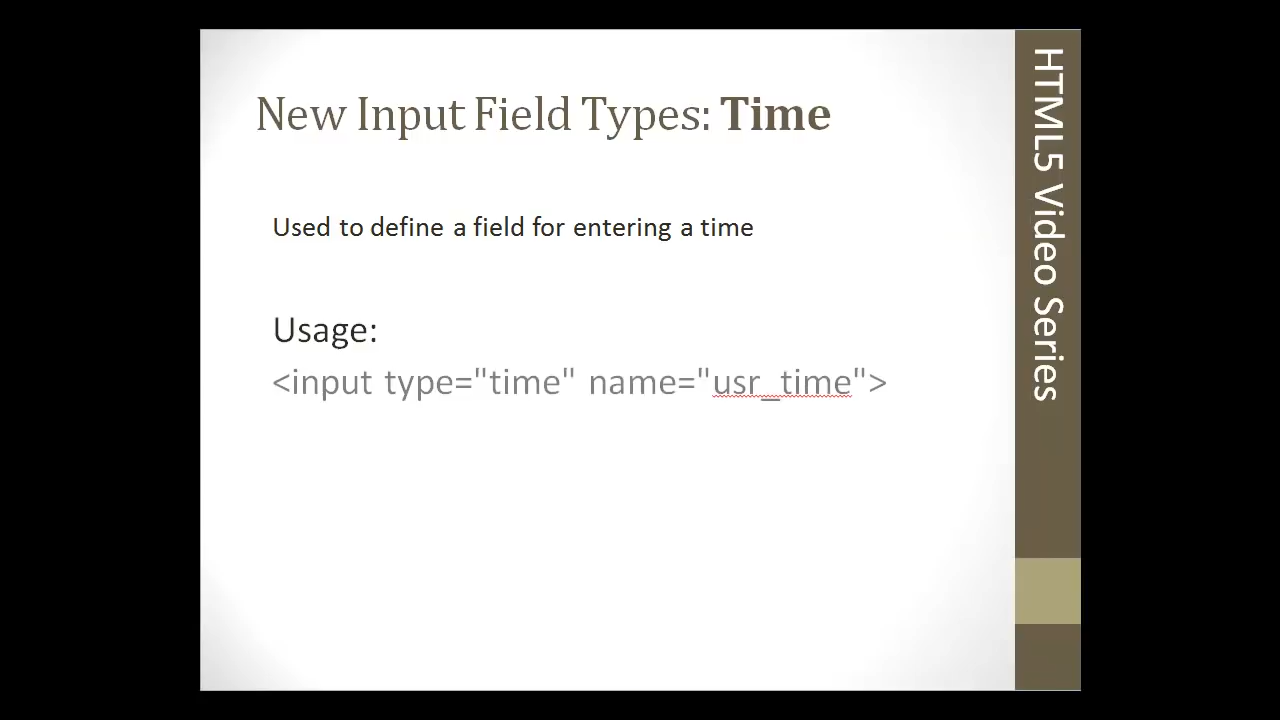 New Input Field Types: Time
Used to define a field for entering a time
Usage:
<input type="time" name="usr_time">
HTML5 Video Series